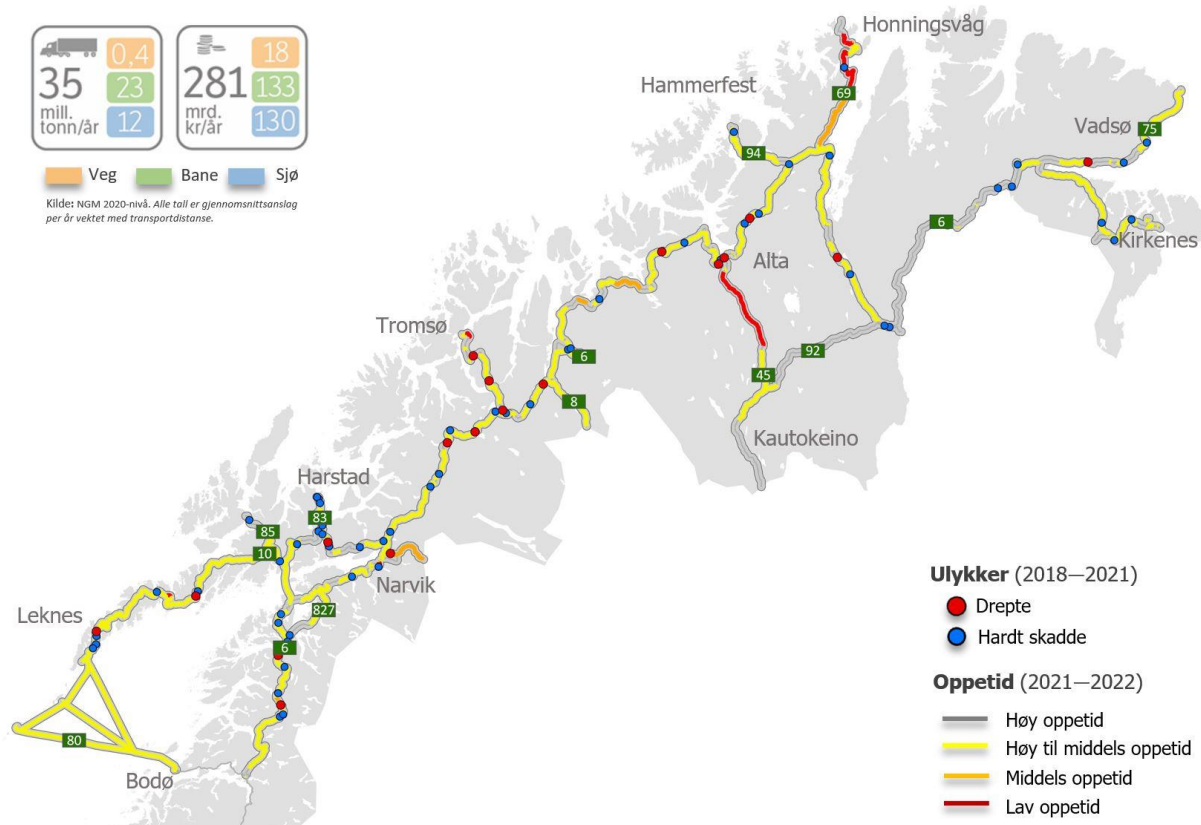 35
mill.
tonn/år
0,4
23
12
281
mrd.
kr/år
18
133
130
Veg
Bane
Sjø
Kilde: NGM 2020-nivå. Alle tall er gjennomsnittsanslag
per år vektet med transportdistanse.
Honningsvåg
Hammerfest
69
94
Vadsø
75
6
Kirkenes
Alta
Tromsø
6
92
45
8
Kautokeino
Harstad
83
85
10
Narvik
827
Leknes
6
80
Bodø
Ulykker (2018—2021)
Drepte
Hardt skadde
Oppetid (2021—2022)
Høy oppetid
Høy til middels oppetid
Middels oppetid
Lav oppetid